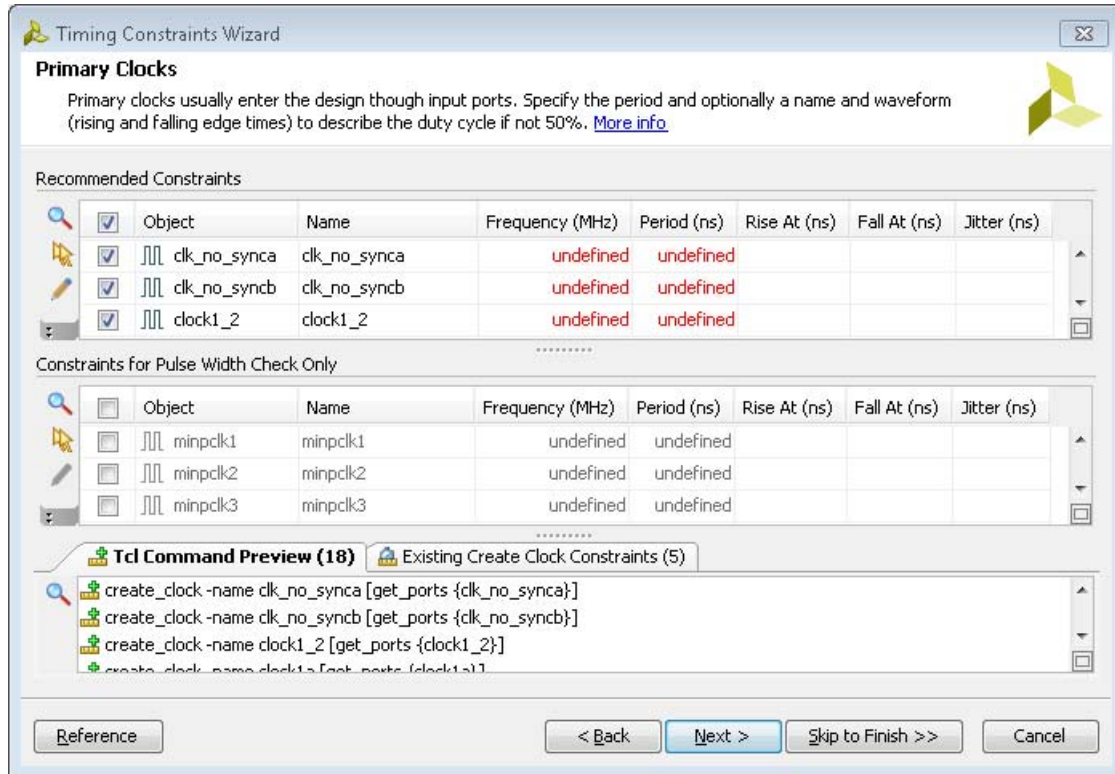 Timing Constraints Wizard
Primary Clocks
Primary clocks usually enter the design though input ports. Specify the period and optionally a name and waveform
(rising and falling edge times) to describe the duty cycle if not 50%. More info
Recommended Constraints
Object Name Frequency (MHz) Period (ns) Rise At (ns) Fall At (ns) Jitter (ns)
clk_no_synca clk_no_synca undefined undefined
clk_no_syncb clk_no_syncb undefined undefined
clock1_2 clock1_2 undefined undefined
Constraints for Pulse Width Check Only
Object Name Frequency (MHz) Period (ns) Rise At (ns) Fall At (ns) Jitter (ns)
minpclk1 minpclk1 undefined undefined
minpclk2 minpclk2 undefined undefined
minpclk3 minpclk3 undefined undefined
Tcl Command Preview (18) Existing Create Clock Constraints (5)
create_clock -name clk_no_synca [get_ports {clk_no_synca}]
create_clock -name clk_no_syncb [get_ports {clk_no_syncb}]
create_clock -name clock1_2 [get_ports {clock1_2}]
create_clock -name clock1a [get_ports {clock1a}]
Reference < Back Next > Skip to Finish >> Cancel